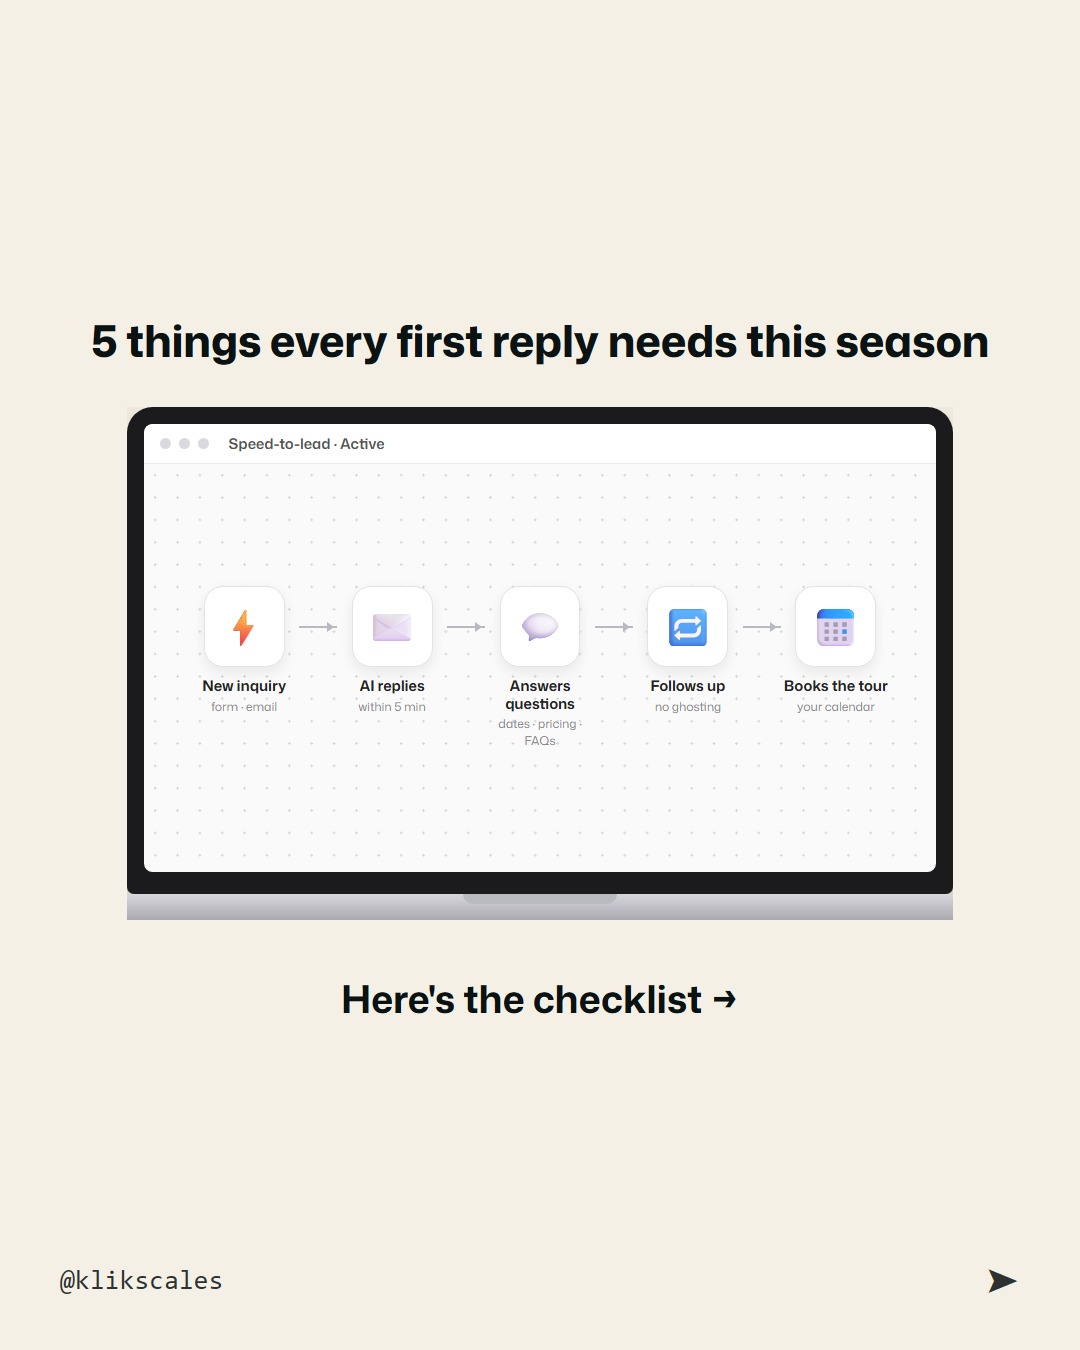 5 things every first reply needs this season
Speed-to-lead · Active
New inquiry
form · email
AI replies
within 5 min
Answers
questions
dates · pricing ·
FAQs
Follows up
no ghosting
Books the tour
your calendar
Here's the checklist →
@klikscales